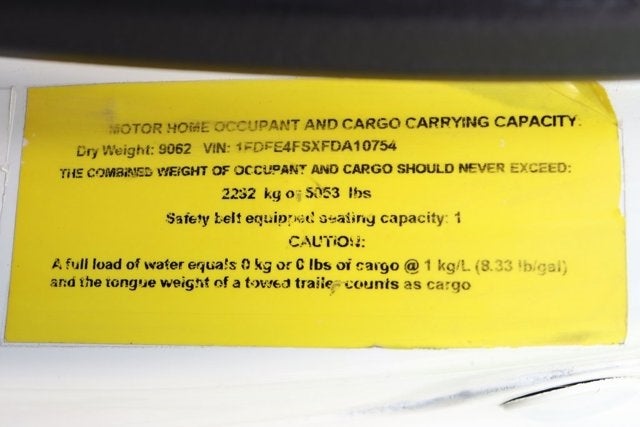 MOTOR HOME OCCUPANT AND CARGO CARRYING CAPACITY
Dry Weight: 9062 VIN: 1FDFE4FSXFDA10754
THE COMBINED WEIGHT OF OCCUPANT AND CARGO SHOULD NEVER EXCEED:
2292 kg or 5053 lbs
Safety belt equipped seating capacity: 1
CAUTION:
A full load of water equals 0 kg or 0 lbs of cargo @ 1 kg/L (8.33 lb/gal)
and the tongue weight of a towed trailer counts as cargo